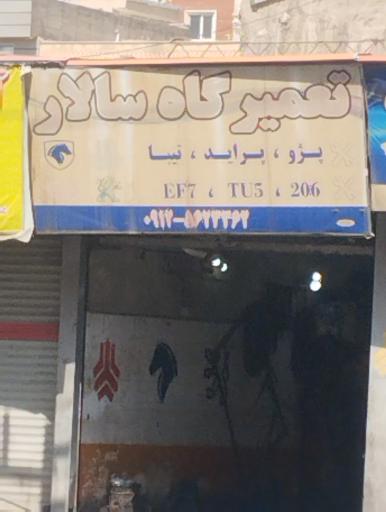 تعمیرگاه سالار
پژو ، پراید ، تیبا
EF7 ، TU5 ، 206
۰۹۱۲-۵۶۲۳۳۶۲